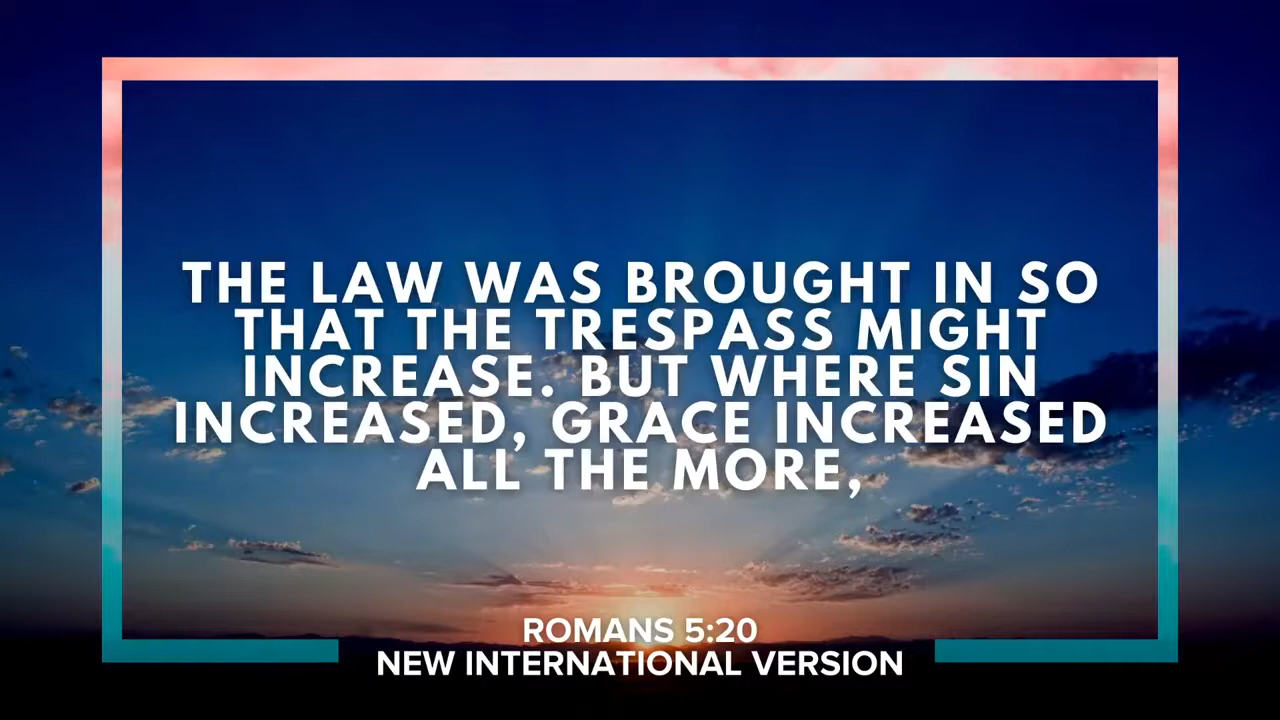 THE LAW WAS BROUGHT IN SO
THAT THE TRESPASS MIGHT
INCREASE. BUT WHERE SIN
INCREASED, GRACE INCREASED
ALL THE MORE,
ROMANS 5:20
NEW INTERNATIONAL VERSION